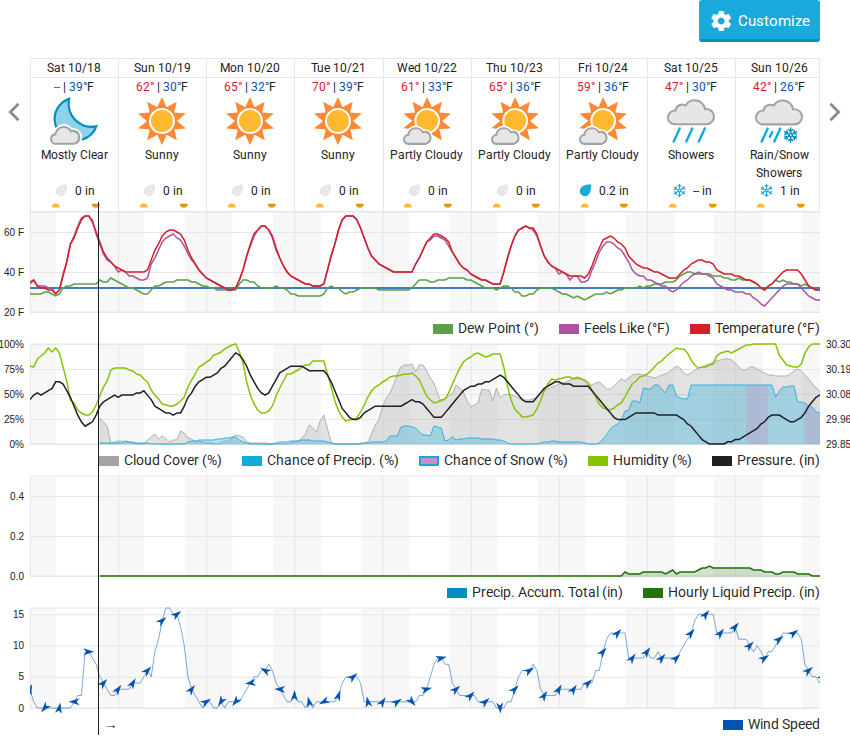 Customize
Sat 10/18 Sun 10/19 Mon 10/20 Tue 10/21 Wed 10/22 Thu 10/23 Fri 10/24 Sat 10/25 Sun 10/26
-- | 39°F 62° | 30°F 65° | 32°F 70° | 39°F 61° | 33°F 65° | 36°F 59° | 36°F 47° | 30°F 42° | 26°F
Mostly Clear Sunny Sunny Sunny Partly Cloudy Partly Cloudy Partly Cloudy Showers Rain/Snow
Showers
0 in 0 in 0 in 0 in 0 in 0 in 0.2 in -- in 1 in
60 F
40 F
20 F
Dew Point (°) Feels Like (°F) Temperature (°F)
100% 30.30
75% 30.19
50% 30.08
25% 29.96
0% 29.85
Cloud Cover (%) Chance of Precip. (%) Chance of Snow (%) Humidity (%) Pressure. (in)
0.4
0.2
0.0
Precip. Accum. Total (in) Hourly Liquid Precip. (in)
15
10
5
0
→
Wind Speed